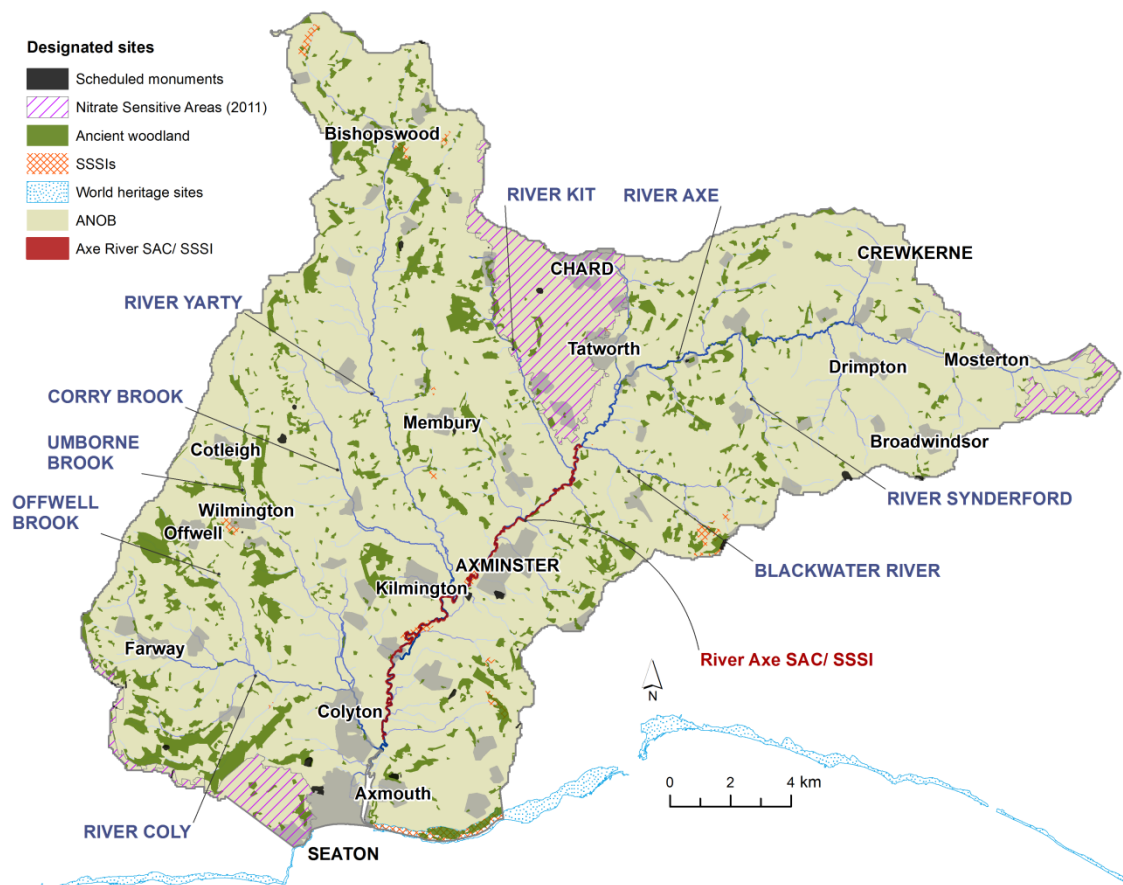 Designated sites
Scheduled monuments
Nitrate Sensitive Areas (2011)
Ancient woodland
SSSIs
World heritage sites
ANOB
Axe River SAC/ SSSI
Bishopswood
RIVER KIT
RIVER AXE
CHARD
CREWKERNE
RIVER YARTY
Tatworth
Drimpton
Mosterton
CORRY BROOK
Membury
Broadwindsor
UMBORNE
BROOK
Cotleigh
OFFWELL
BROOK
Wilmington
Offwell
RIVER SYNDERFORD
AXMINSTER
BLACKWATER RIVER
Kilmington
Farway
River Axe SAC/ SSSI
N
Colyton
0 2 4 km
Axmouth
RIVER COLY
SEATON